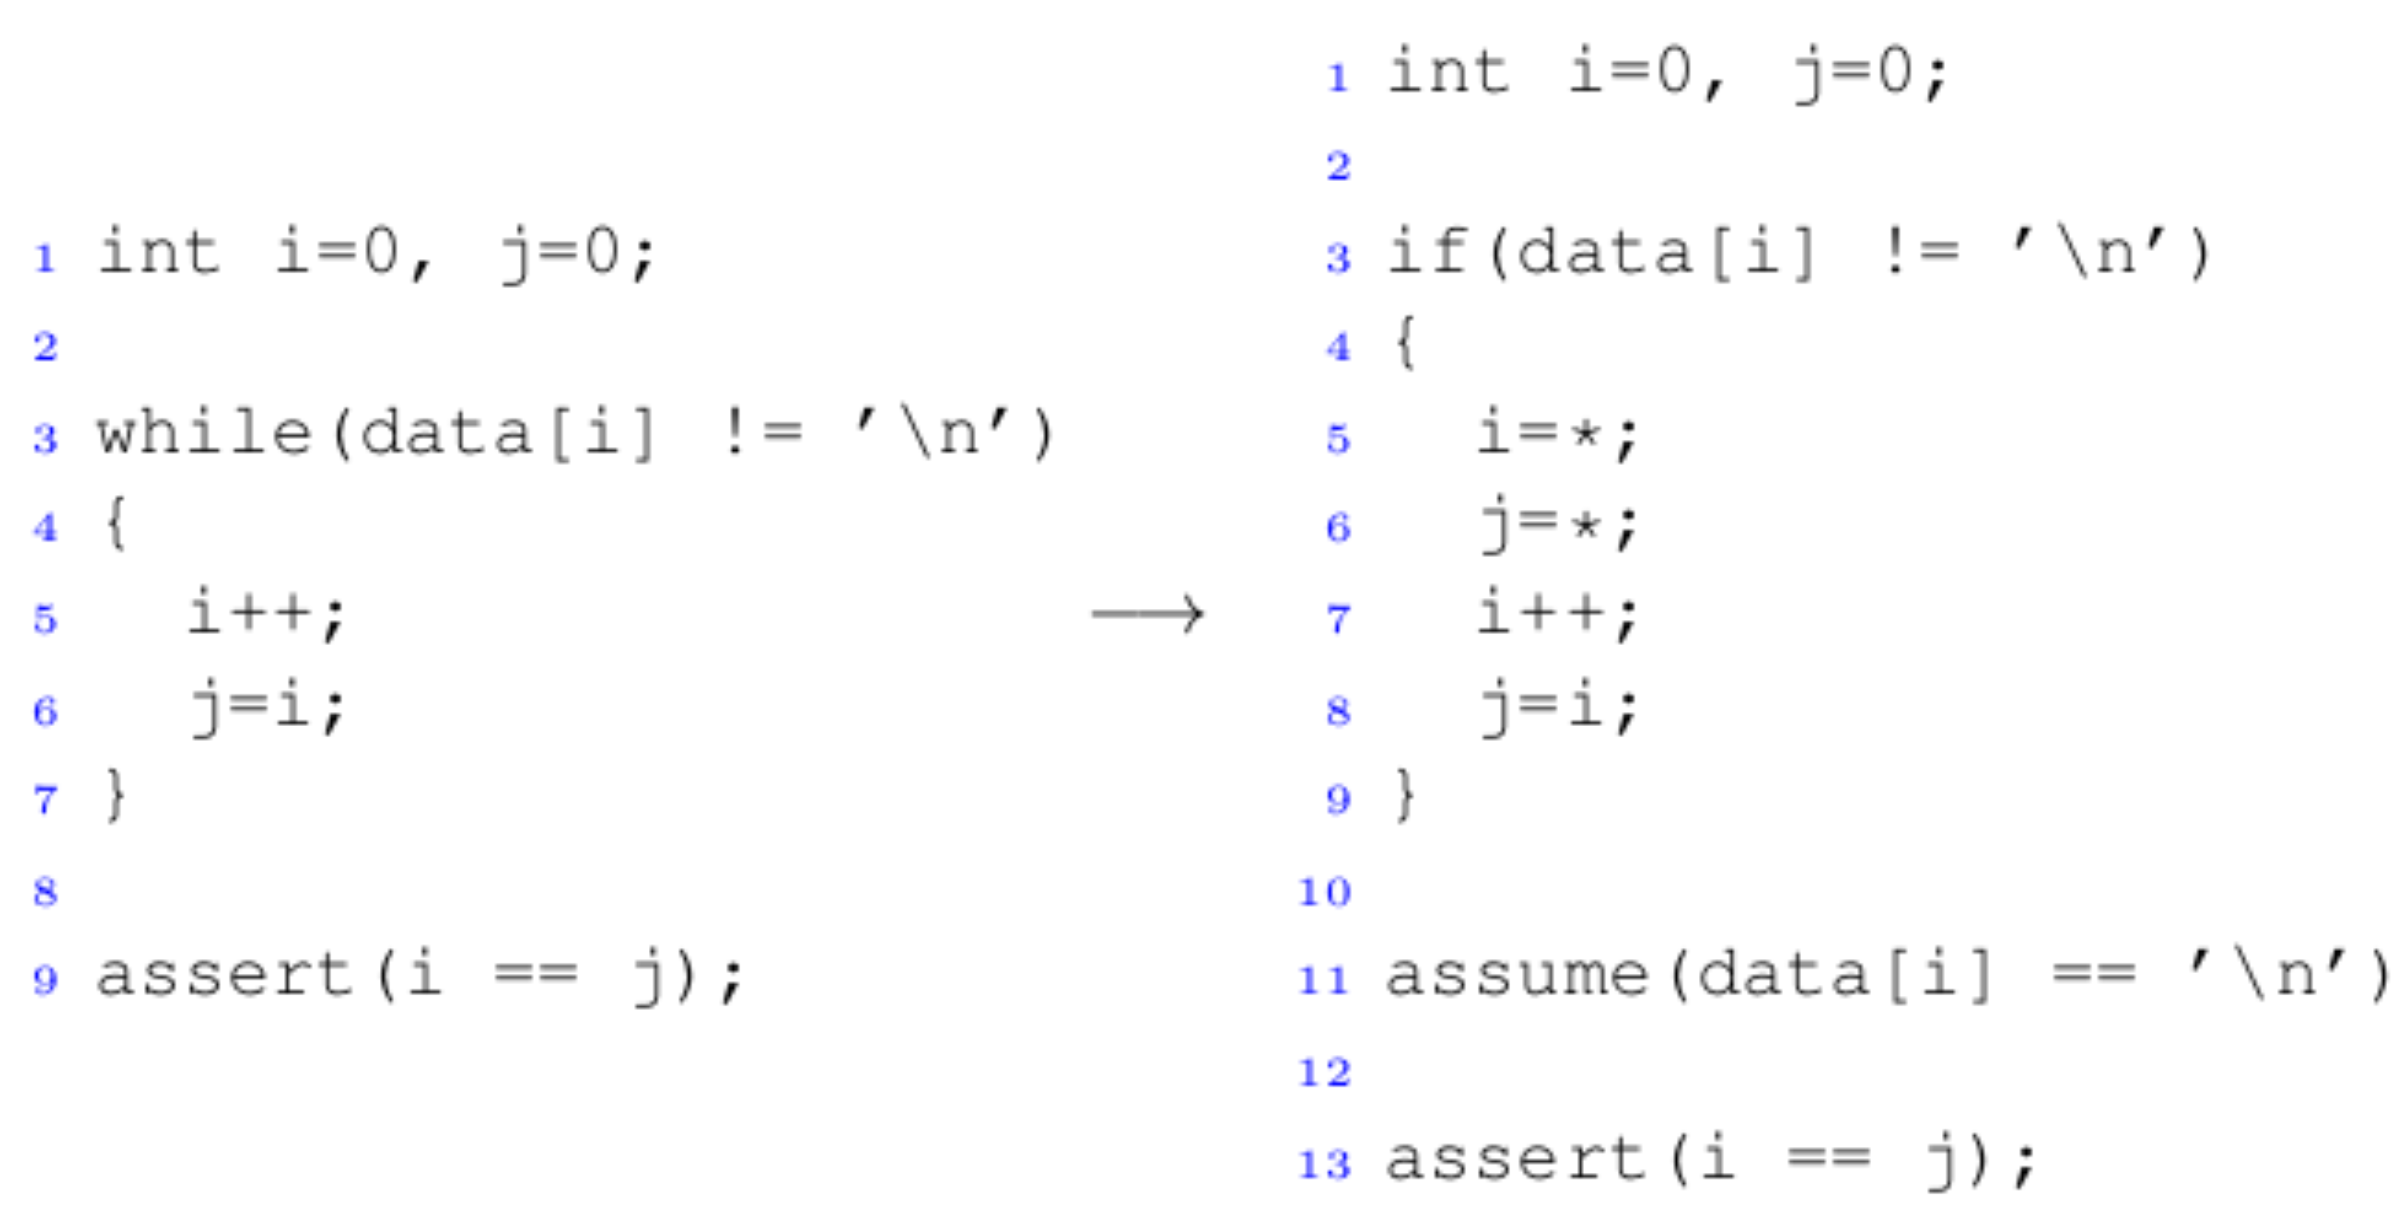 1 int i=0, j=0;
2
3 while(data[i] != '\n')
4 {
5   i++;
6   j=i;
7 }
8
9 assert(i == j);
⟶
1 int i=0, j=0;
2
3 if(data[i] != '\n')
4 {
5   i=*;
6   j=*;
7   i++;
8   j=i;
9 }
10
11 assume(data[i] == '\n')
12
13 assert(i == j);